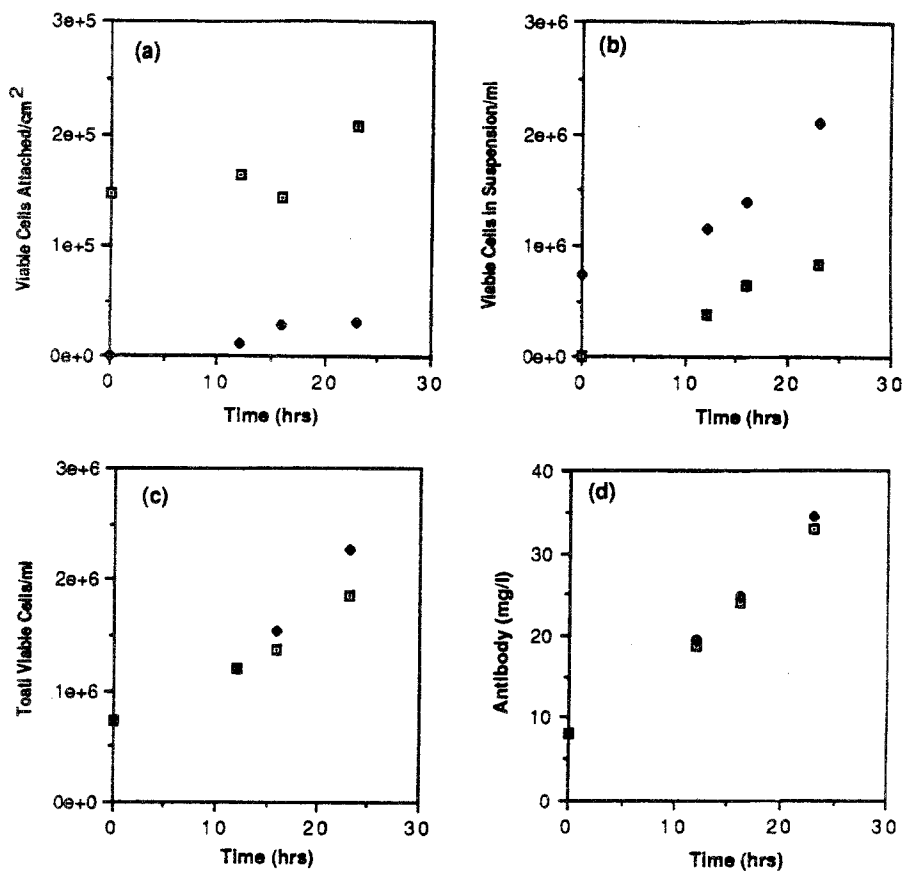 (a)
Viable Cells Attached/cm2
3e+5
2e+5
1e+5
0e+0
0 10 20 30
Time (hrs)
(b)
Viable Cells in Suspension/ml
3e+6
2e+6
1e+6
0e+0
0 10 20 30
Time (hrs)
(c)
Toatl Viable Cells/ml
3e+6
2e+6
1e+6
0e+0
0 10 20 30
Time (hrs)
(d)
Antibody (mg/l)
40
30
20
10
0
0 10 20 30
Time (hrs)